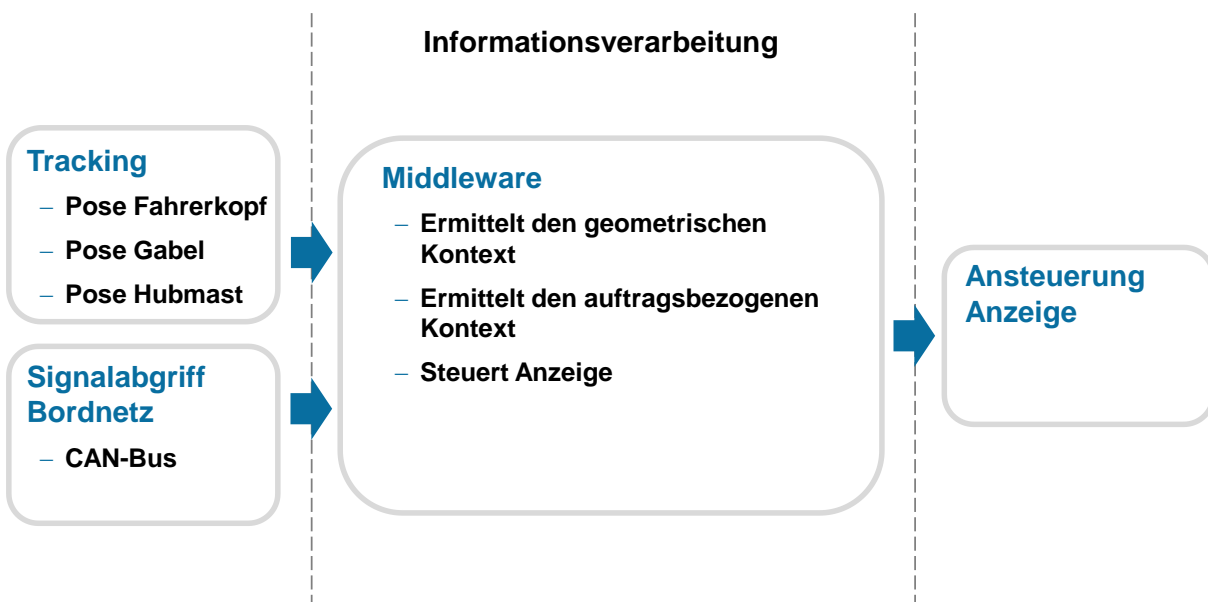 Informationsverarbeitung
Tracking
– Pose Fahrerkopf
– Pose Gabel
– Pose Hubmast
Signalabgriff
Bordnetz
– CAN-Bus
Middleware
– Ermittelt den geometrischen
Kontext
– Ermittelt den auftragsbezogenen
Kontext
– Steuert Anzeige
Ansteuerung
Anzeige